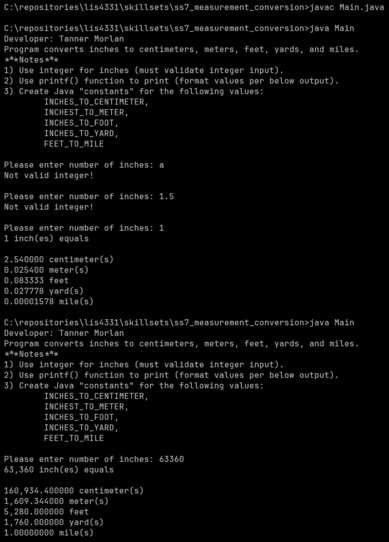 C:\repositories\lis4331\skillsets\ss7_measurement_conversion>javac Main.java
C:\repositories\lis4331\skillsets\ss7_measurement_conversion>java Main
Developer: Tanner Morlan
Program converts inches to centimeters, meters, feet, yards, and miles.
***Notes***
1) Use integer for inches (must validate integer input).
2) Use printf() function to print (format values per below output).
3) Create Java "constants" for the following values:
INCHES_TO_CENTIMETER,
INCHEST_TO_METER,
INCHES_TO_FOOT,
INCHES_TO_YARD,
FEET_TO_MILE
Please enter number of inches: a
Not valid integer!
Please enter number of inches: 1.5
Not valid integer!
Please enter number of inches: 1
1 inch(es) equals
2.540000 centimeter(s)
0.025400 meter(s)
0.083333 feet
0.027778 yard(s)
0.00001578 mile(s)
C:\repositories\lis4331\skillsets\ss7_measurement_conversion>java Main
Developer: Tanner Morlan
Program converts inches to centimeters, meters, feet, yards, and miles.
***Notes***
1) Use integer for inches (must validate integer input).
2) Use printf() function to print (format values per below output).
3) Create Java "constants" for the following values:
INCHES_TO_CENTIMETER,
INCHEST_TO_METER,
INCHES_TO_FOOT,
INCHES_TO_YARD,
FEET_TO_MILE
Please enter number of inches: 63360
63,360 inch(es) equals
160,934.400000 centimeter(s)
1,609.344000 meter(s)
5,280.000000 feet
1,760.000000 yard(s)
1.00000000 mile(s)